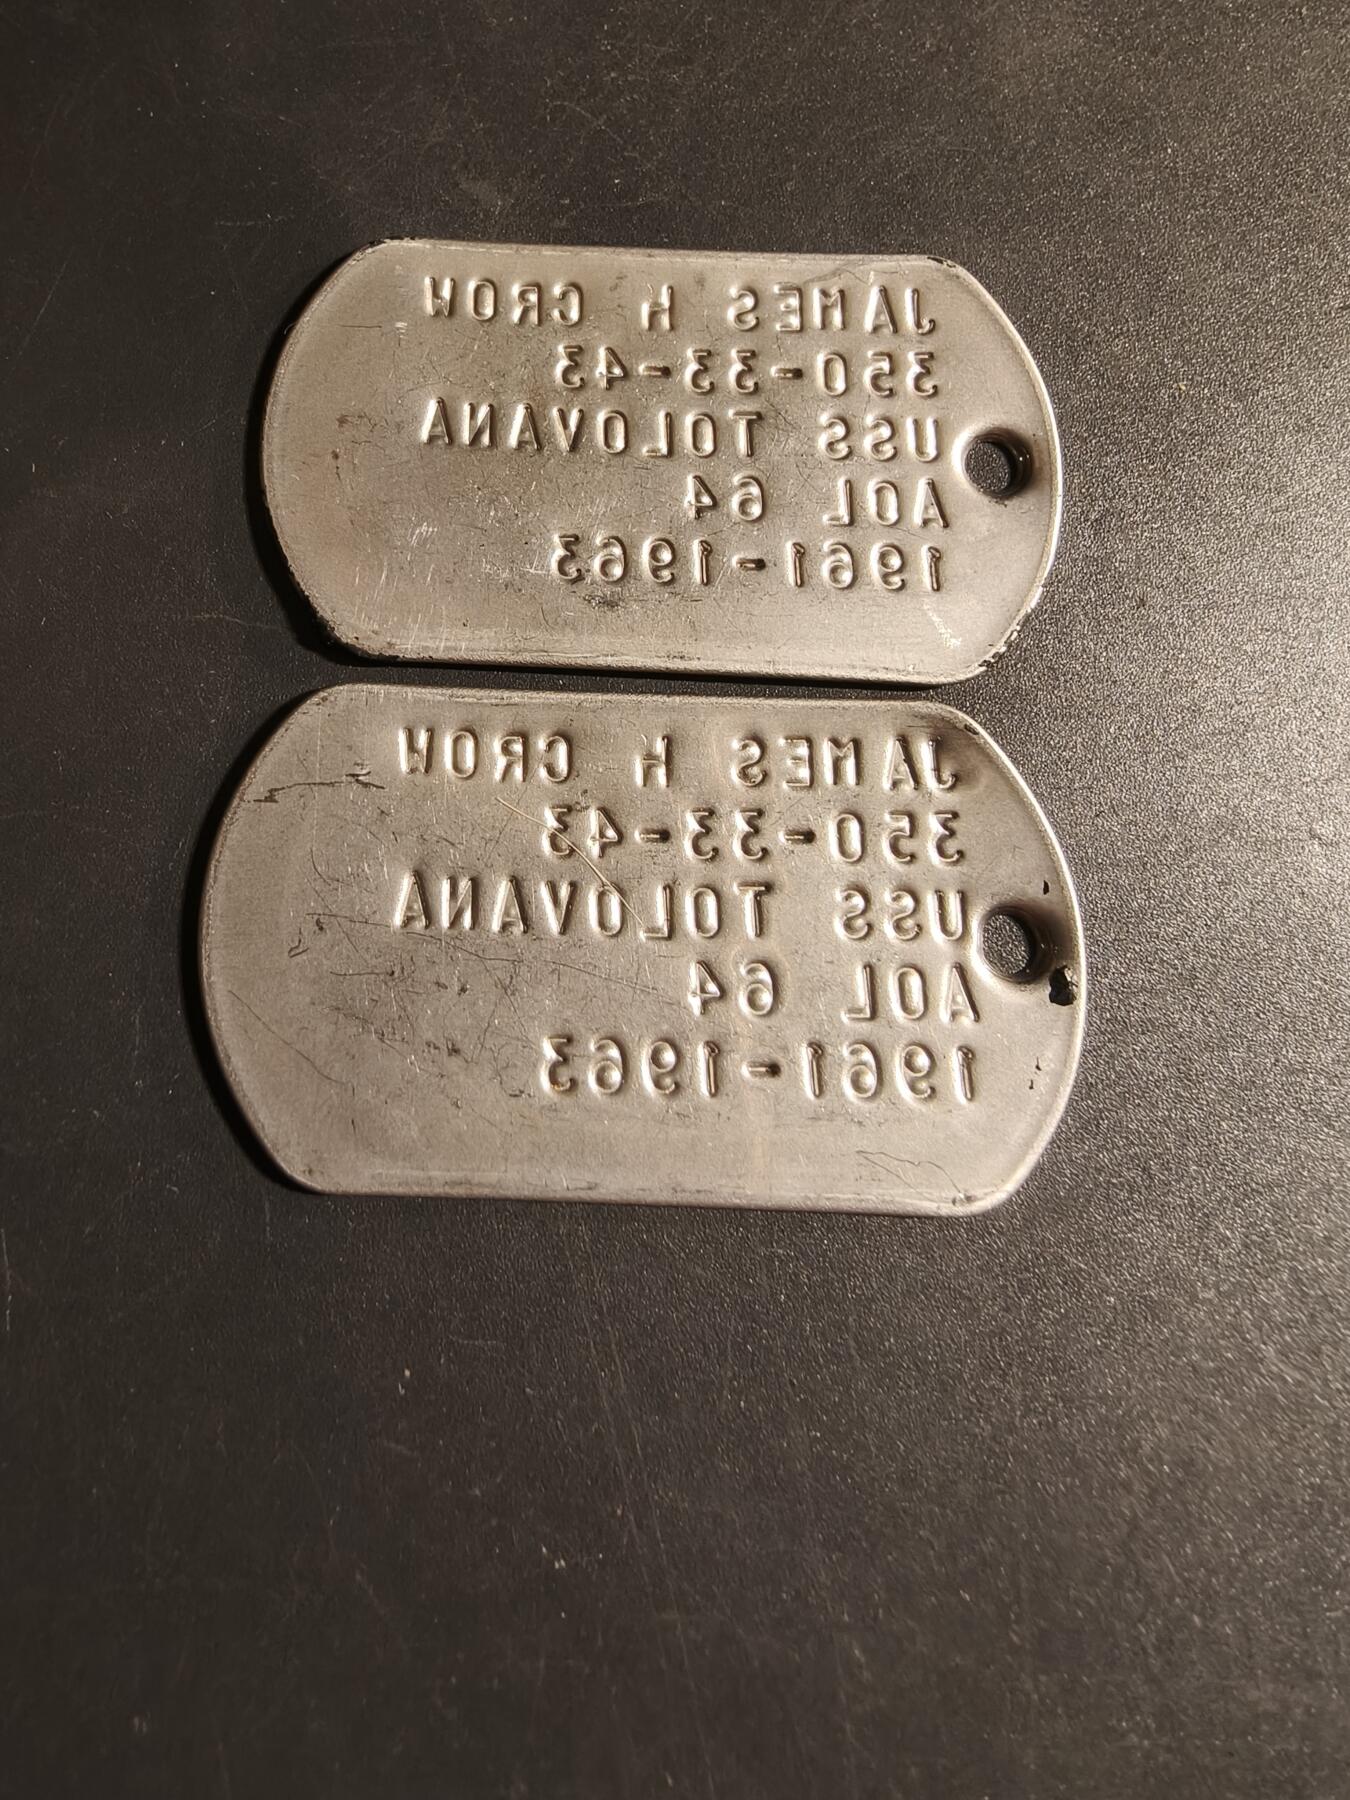 JAMES H CROW
350-33-43
USS TOLOVANA
AOL 64
1961-1963
JAMES H CROW
350-33-43
USS TOLOVANA
AOL 64
1961-1963